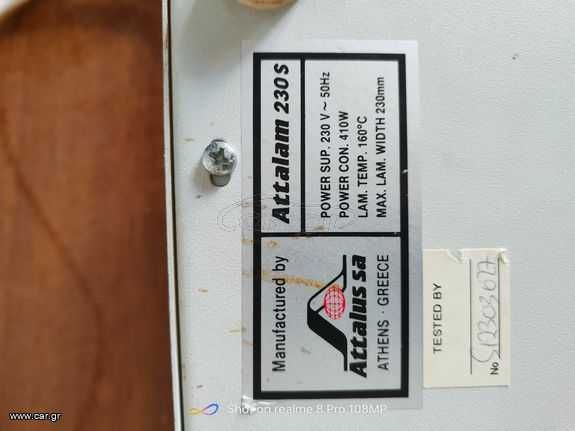 Manufactured by
Attalus sa
ATHENS · GREECE
Attalam 230 S
POWER SUP. 230 V ~ 50Hz
POWER CON. 410W
LAM. TEMP. 160°C
MAX. LAM. WIDTH 230mm
TESTED BY
No
www.car.gr
Shot on realme 8 Pro 108MP